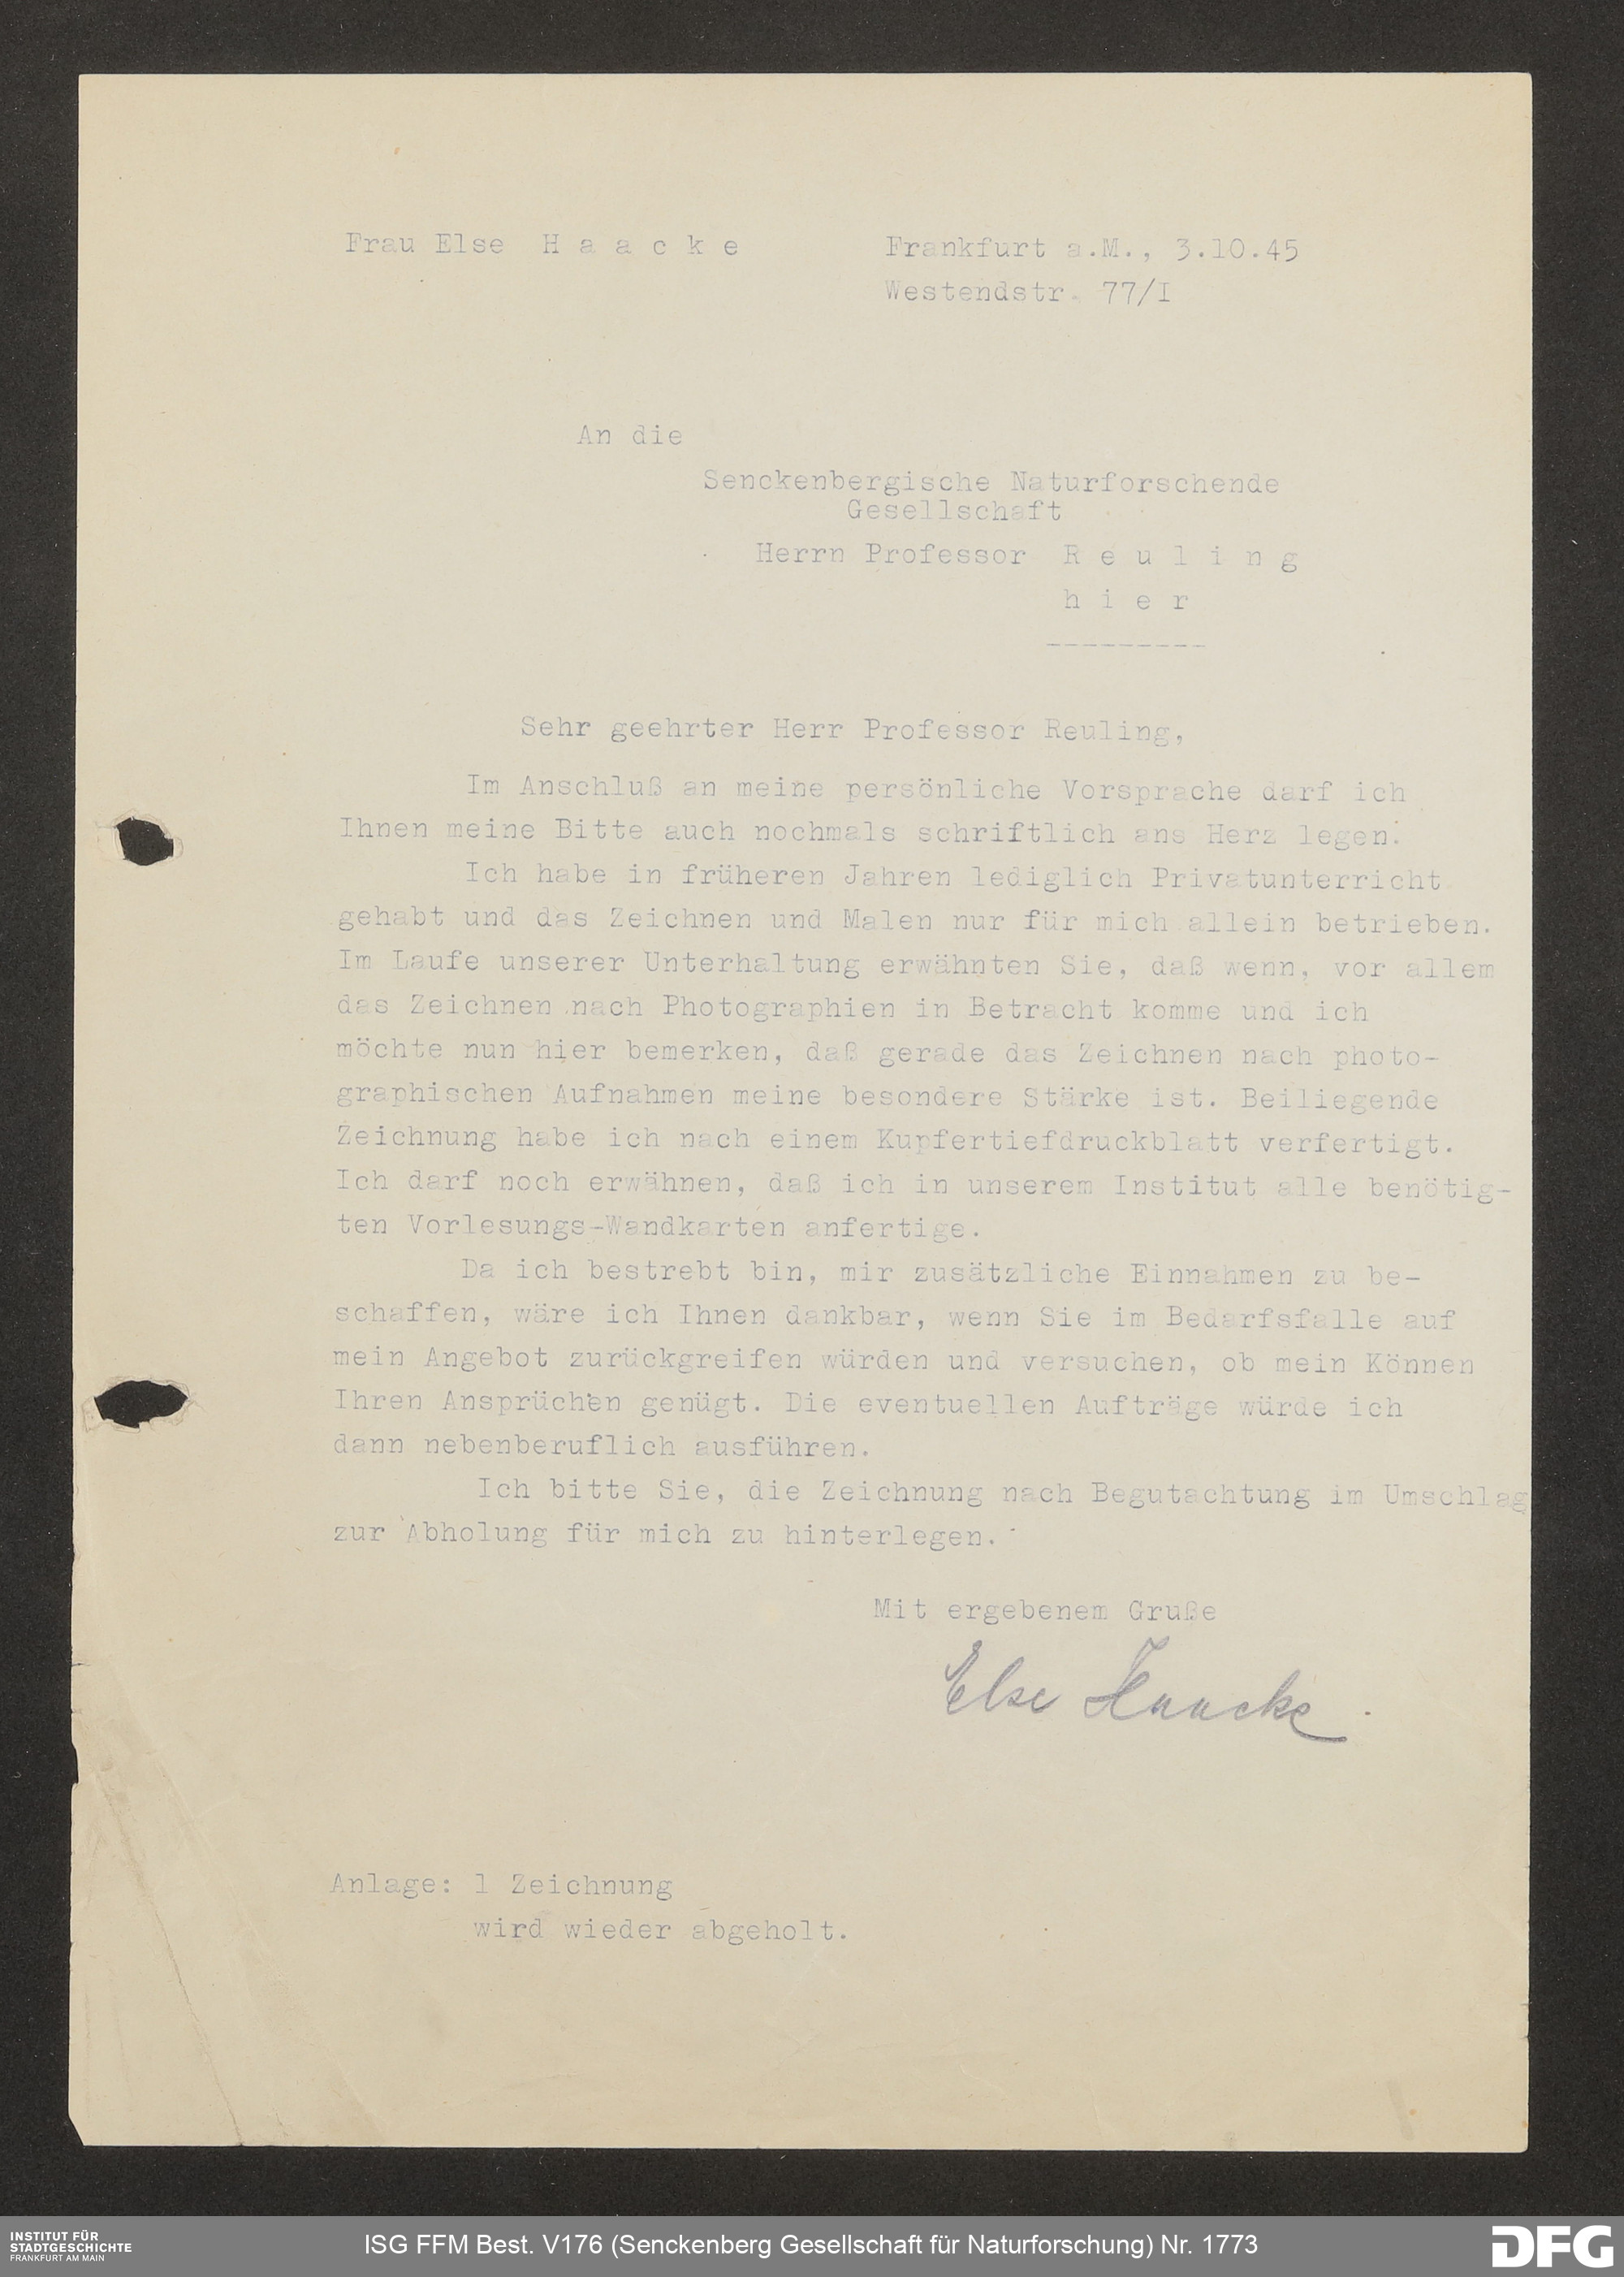 Frau Else H a a c k e
Frankfurt a.M., 3.10.45
Westendstr. 77/I
An die
Senckenbergische Naturforschende
Gesellschaft
Herrn Professor R e u l i n g
h i e r
---------
Sehr geehrter Herr Professor Reuling,
Im Anschluß an meine persönliche Vorsprache darf ich
Ihnen meine Bitte auch nochmals schriftlich ans Herz legen.
Ich habe in früheren Jahren lediglich Privatunterricht
gehabt und das Zeichnen und Malen nur für mich allein betrieben.
Im Laufe unserer Unterhaltung erwähnten Sie, daß wenn, vor allem
das Zeichnen nach Photographien in Betracht komme und ich
möchte nun hier bemerken, daß gerade das Zeichnen nach photo-
graphischen Aufnahmen meine besondere Stärke ist. Beiliegende
Zeichnung habe ich nach einem Kupfertiefdruckblatt verfertigt.
Ich darf noch erwähnen, daß ich in unserem Institut alle benötig-
ten Vorlesungs-Wandkarten anfertige.
Da ich bestrebt bin, mir zusätzliche Einnahmen zu be-
schaffen, wäre ich Ihnen dankbar, wenn Sie im Bedarfsfalle auf
mein Angebot zurückgreifen würden und versuchen, ob mein Können
Ihren Ansprüchen genügt. Die eventuellen Aufträge würde ich
dann nebenberuflich ausführen.
Ich bitte Sie, die Zeichnung nach Begutachtung im Umschlag
zur Abholung für mich zu hinterlegen.
Mit ergebenem Gruße
Else Haacke.
Anlage: 1 Zeichnung
wird wieder abgeholt.
INSTITUT FÜR
STADTGESCHICHTE
FRANKFURT AM MAIN
ISG FFM Best. V176 (Senckenberg Gesellschaft für Naturforschung) Nr. 1773
DFG